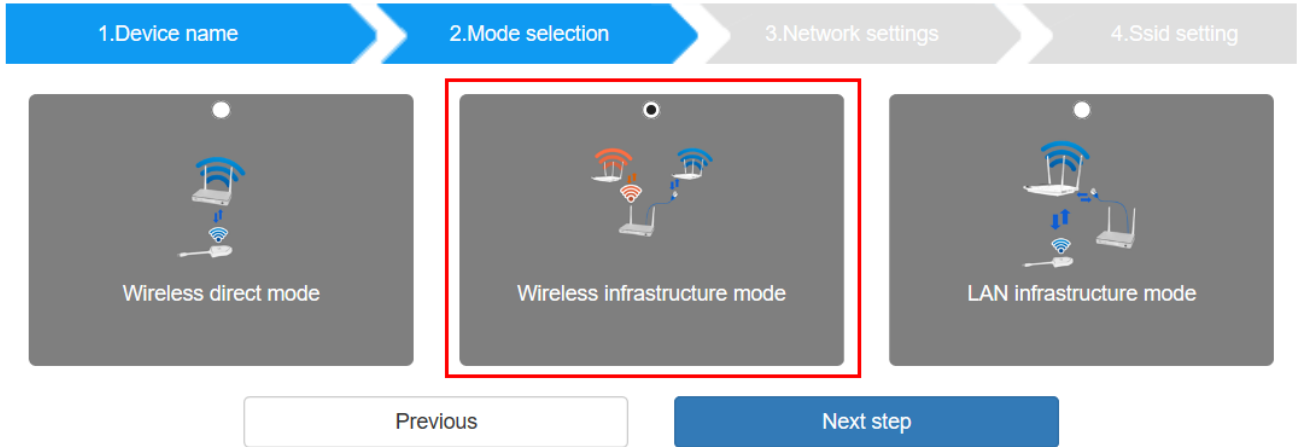 1.Device name
2.Mode selection
3.Network settings
4.Ssid setting
Wireless direct mode
Wireless infrastructure mode
LAN infrastructure mode
Previous
Next step